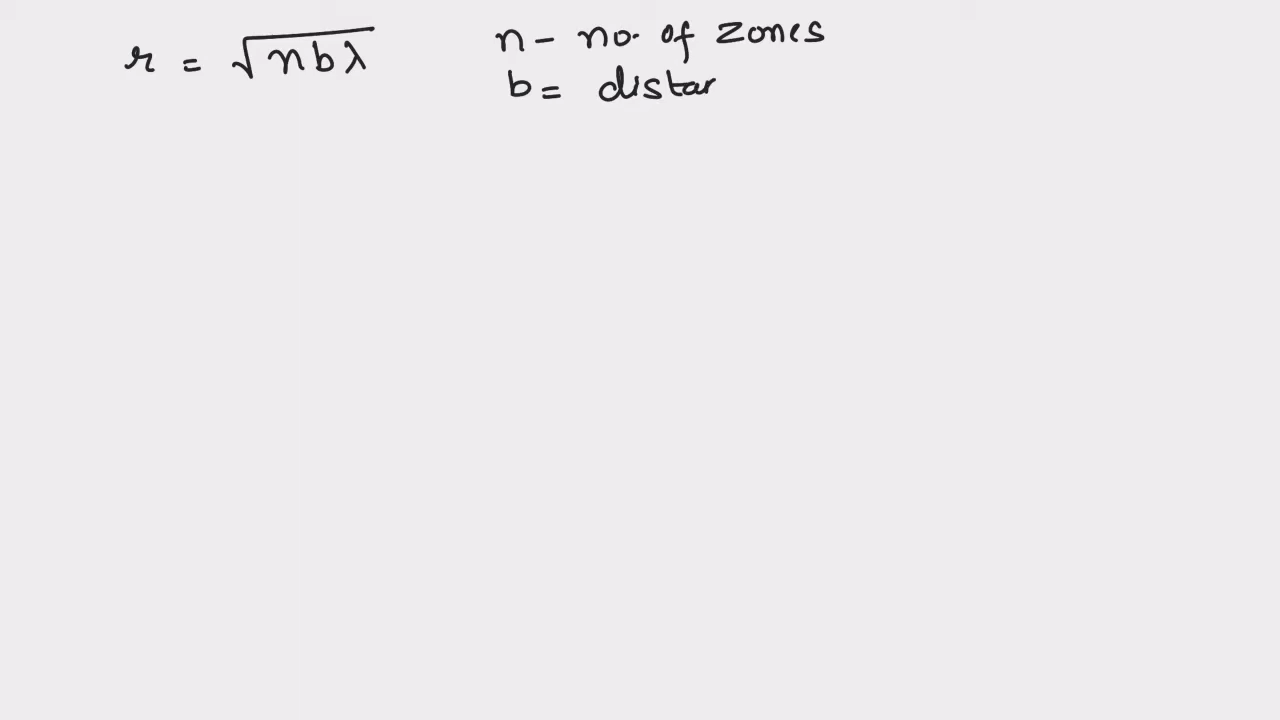 r = √nbλ
n - no. of zones
b = distar